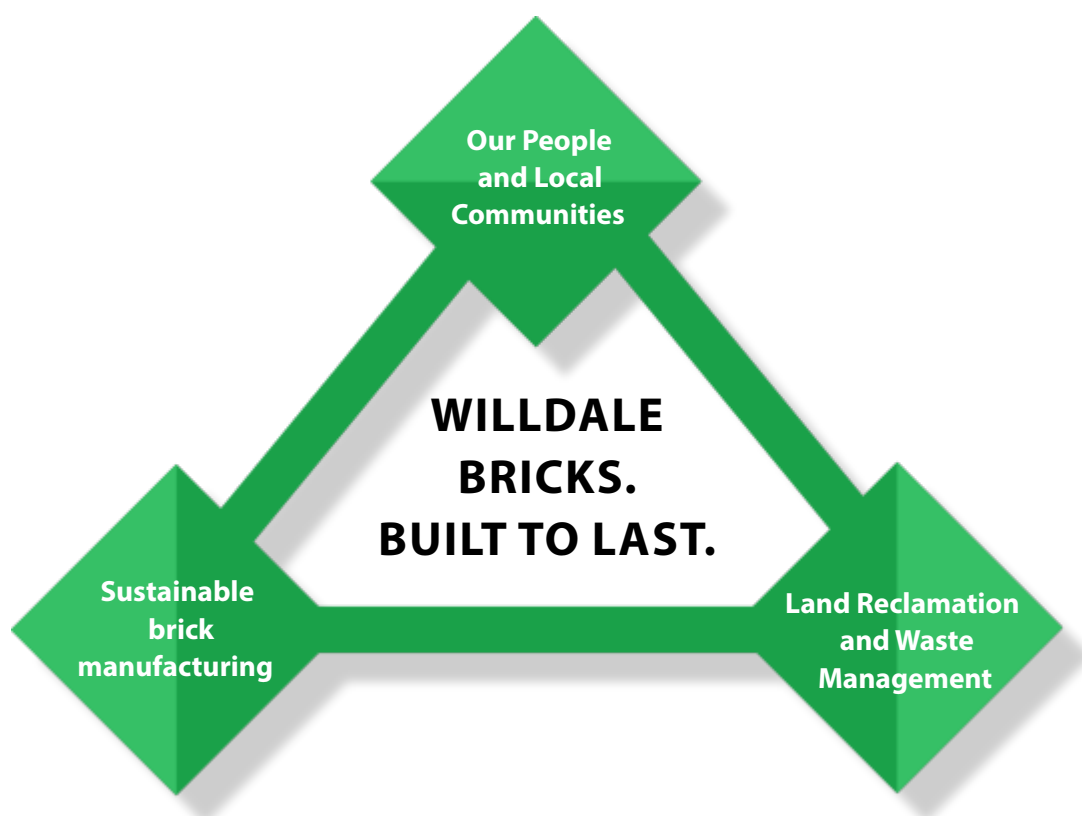 Our People
and Local
Communities
WILLDALE
BRICKS.
BUILT TO LAST.
Sustainable
brick
manufacturing
Land Reclamation
and Waste
Management